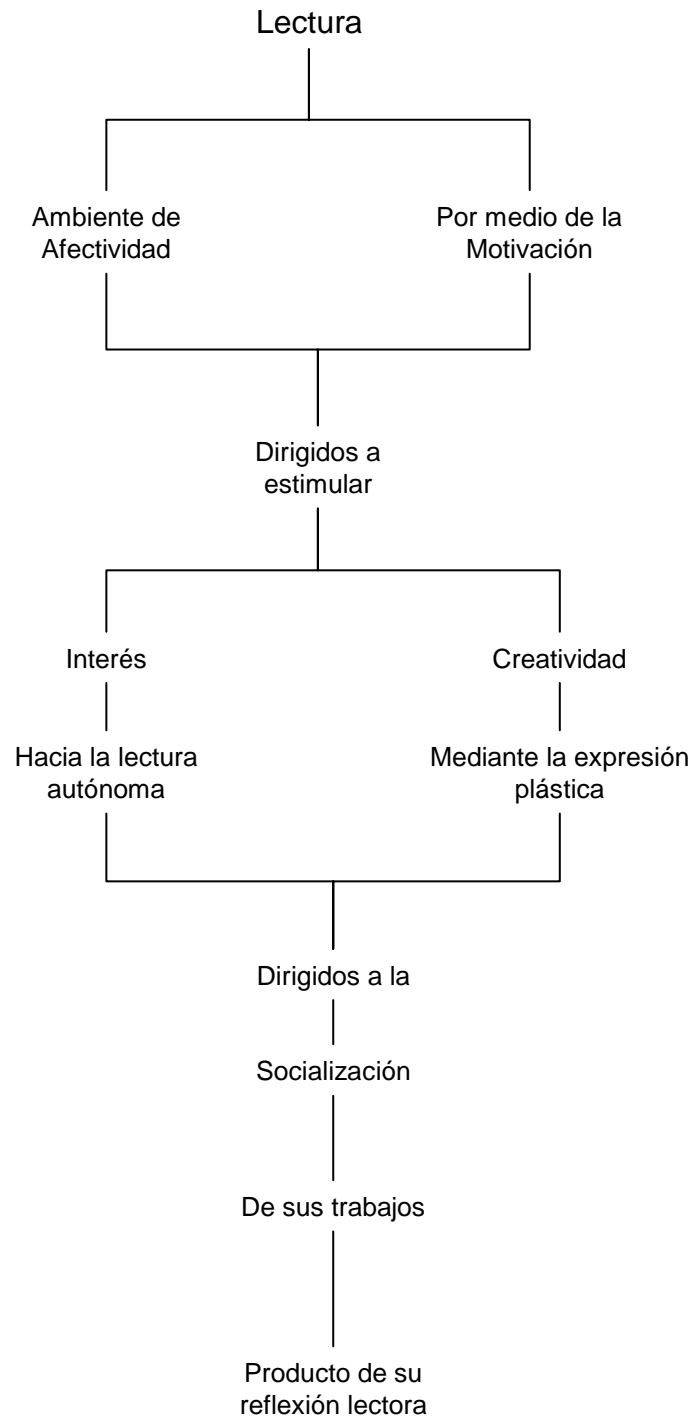 Lectura
Ambiente de
Afectividad
Por medio de la
Motivación
Dirigidos a
estimular
Interés
Creatividad
Hacia la lectura
autónoma
Mediante la expresión
plástica
Dirigidos a la
Socialización
De sus trabajos
Producto de su
reflexión lectora